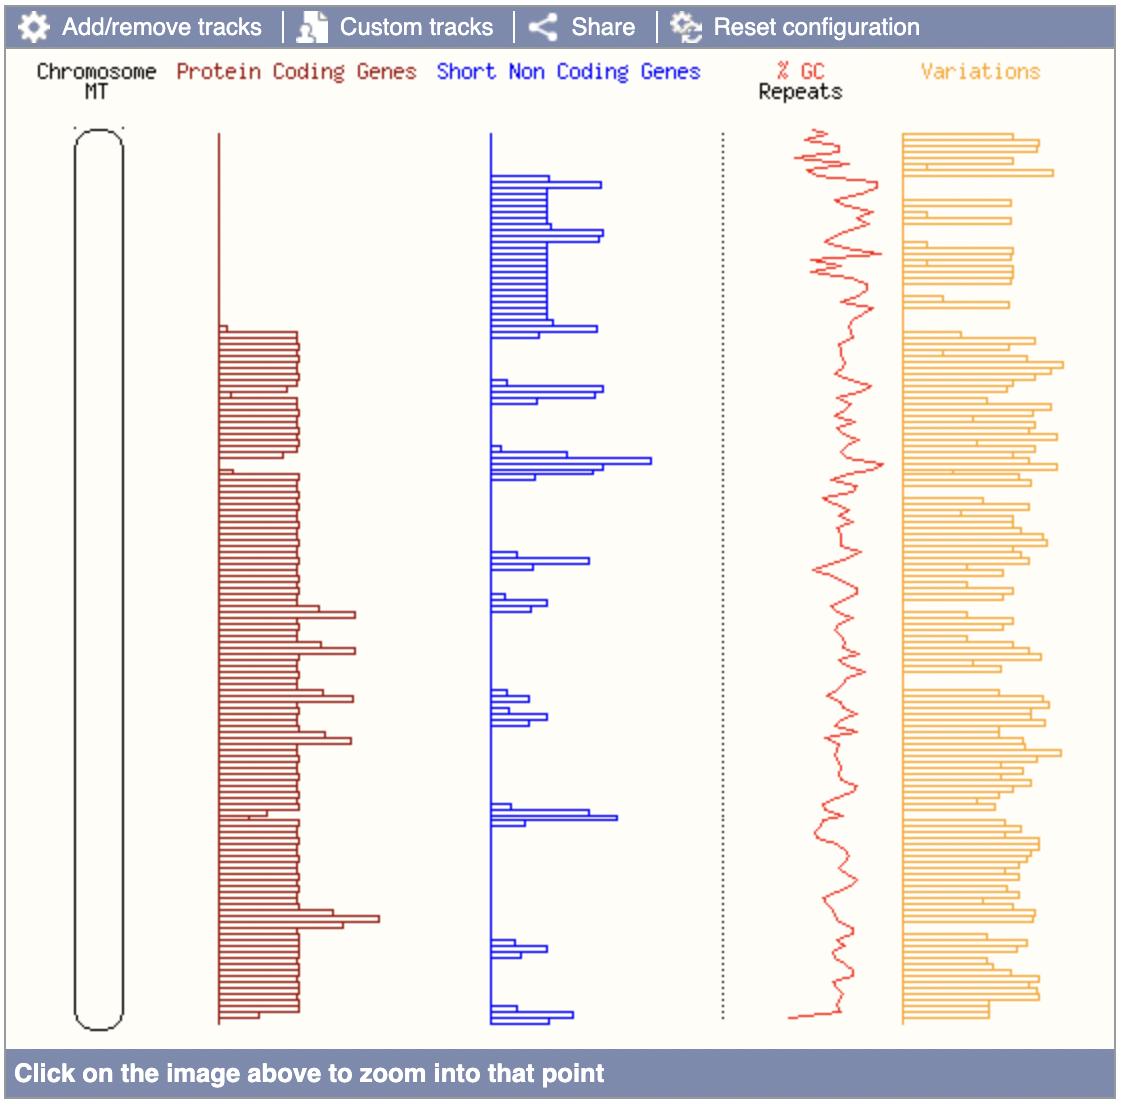 Add/remove tracks Custom tracks Share Reset configuration
Chromosome Protein Coding Genes Short Non Coding Genes % GC Variations
MT Repeats
Click on the image above to zoom into that point